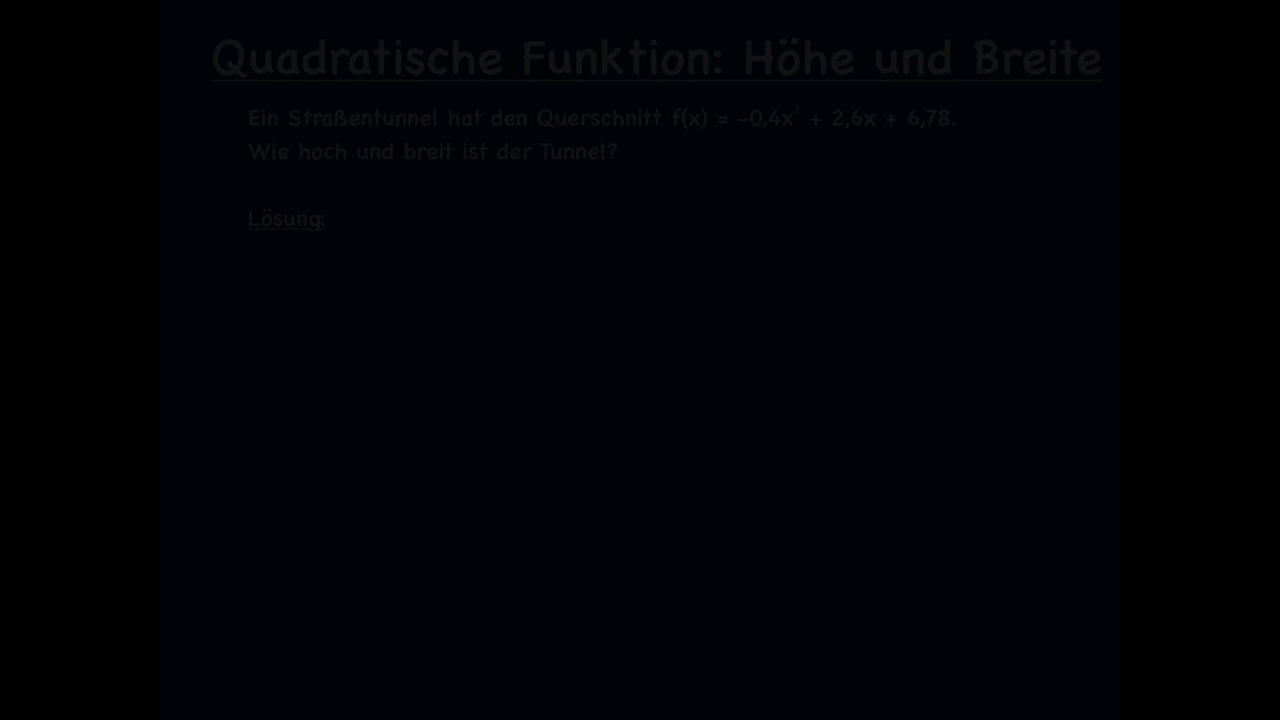 Quadratische Funktion: Höhe und Breite
Ein Straßentunnel hat den Querschnitt f(x) = -0,4x² + 2,6x + 6,78.
Wie hoch und breit ist der Tunnel?
Lösung: